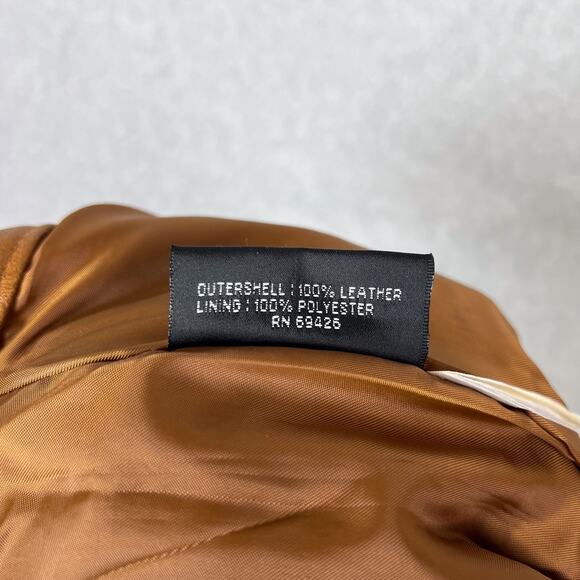 OUTERSHELL : 100% LEATHER
LINING : 100% POLYESTER
RN 69426